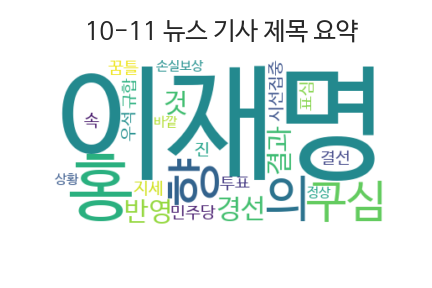 10-11 뉴스 기사 제목 요약
꿈틀
손실보상
이재명
우석
규합
것
시선집중
표심
속
바깥
진
결과
결선
홍
향
상황
지세
투표
의
정상
구심
반영
민주당
경선